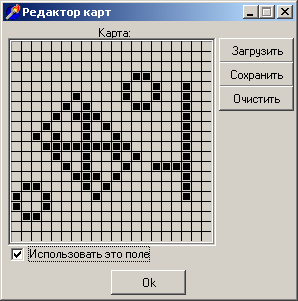 Редактор карт
Карта:
Загрузить
Сохранить
Очистить
Использовать это поле
Ok